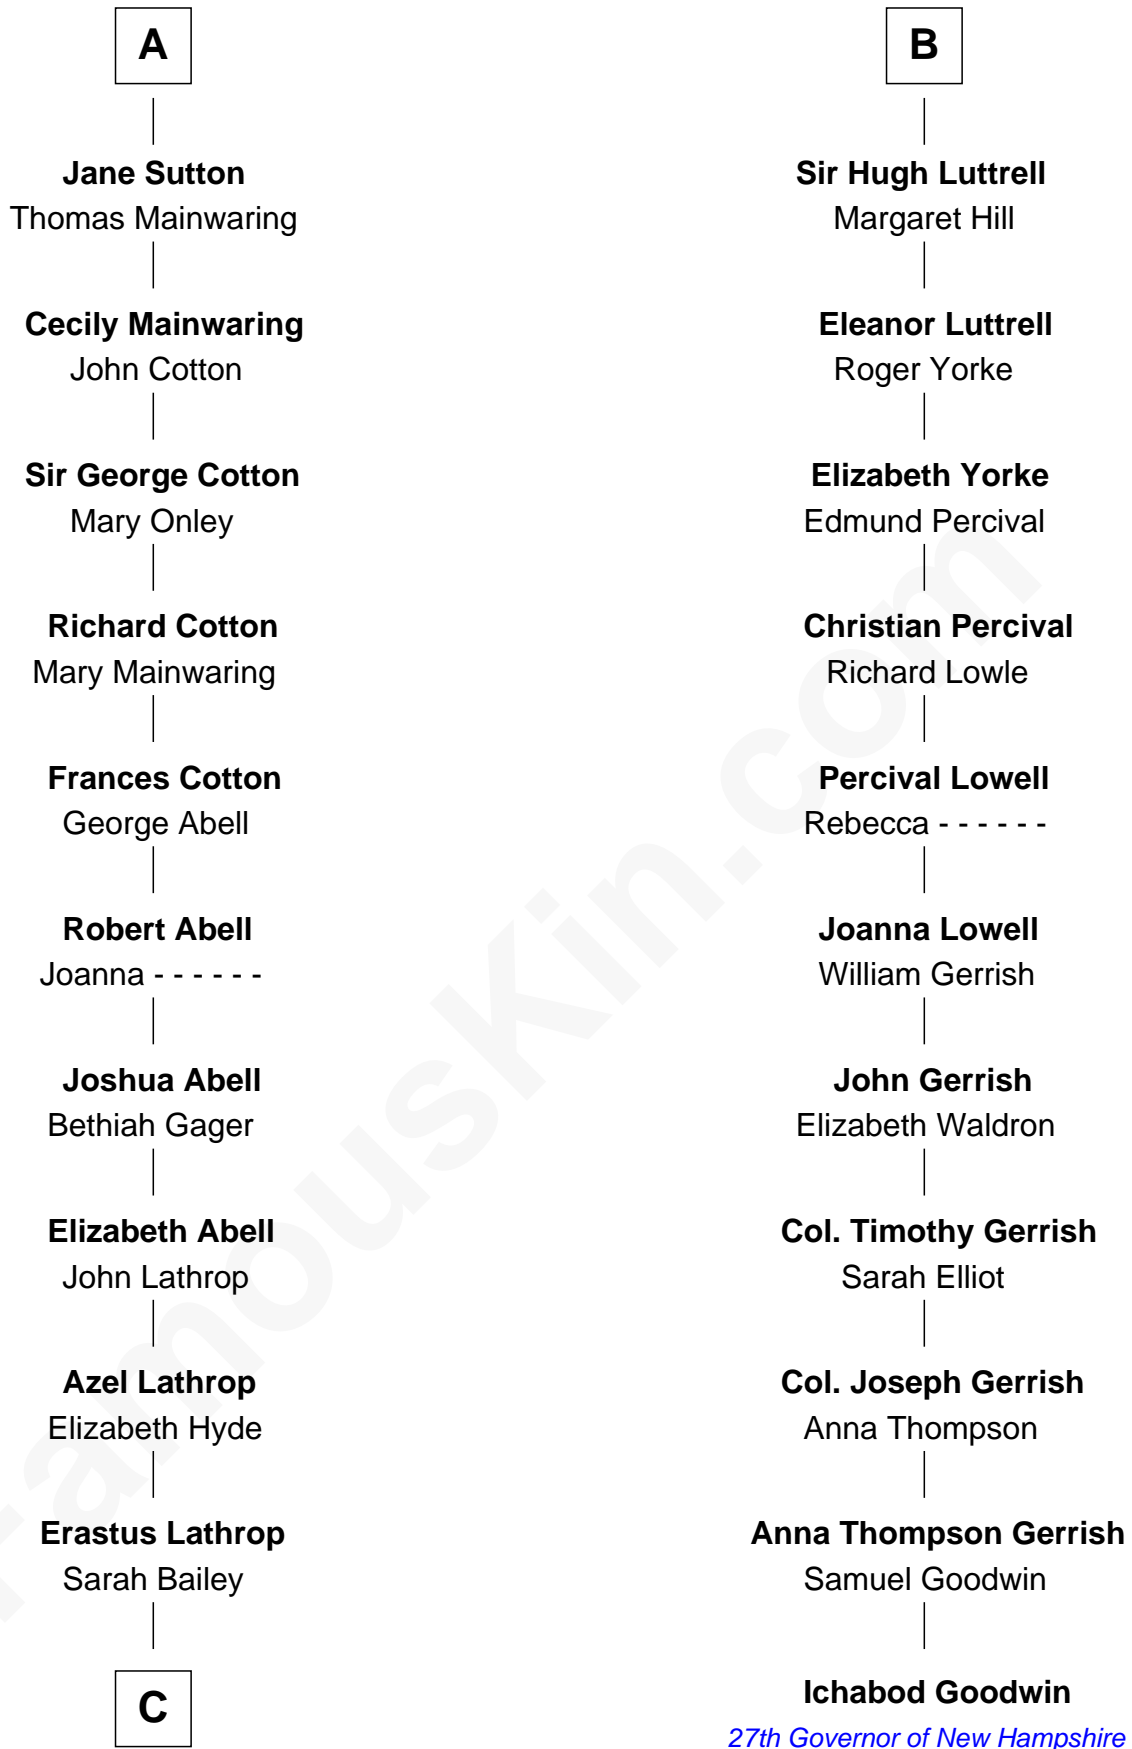 A
Jane Sutton
Thomas Mainwaring
Cecily Mainwaring
John Cotton
Sir George Cotton
Mary Onley
Richard Cotton
Mary Mainwaring
Frances Cotton
George Abell
Robert Abell
Joanna - - - - - -
Joshua Abell
Bethiah Gager
Elizabeth Abell
John Lathrop
Azel Lathrop
Elizabeth Hyde
Erastus Lathrop
Sarah Bailey
C
B
Sir Hugh Luttrell
Margaret Hill
Eleanor Luttrell
Roger Yorke
Elizabeth Yorke
Edmund Percival
Christian Percival
Richard Lowle
Percival Lowell
Rebecca - - - - - -
Joanna Lowell
William Gerrish
John Gerrish
Elizabeth Waldron
Col. Timothy Gerrish
Sarah Elliot
Col. Joseph Gerrish
Anna Thompson
Anna Thompson Gerrish
Samuel Goodwin
Ichabod Goodwin
27th Governor of New Hampshire
FamousKin.com